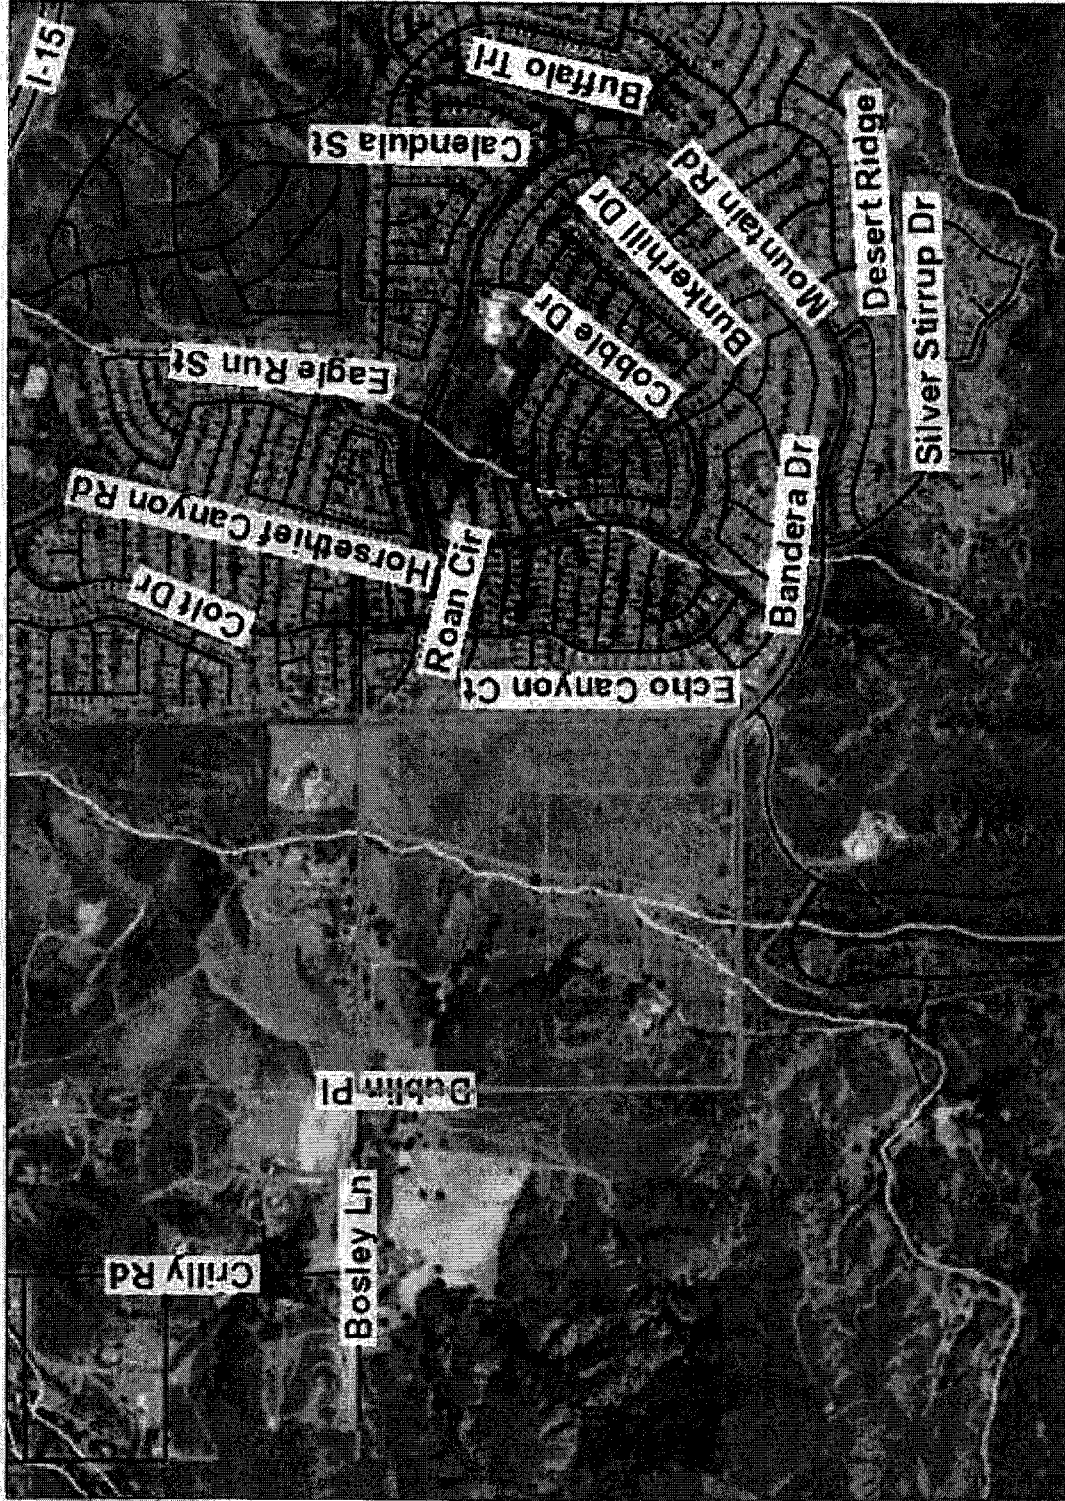 I-15
Buffalo Trl
Calendula St
Desert Ridge
Mountain Rd
Bunkerhill Dr
Silver Stirrup Dr
Cobble Dr
Eagle Run St
Horsethief Canyon Rd
Bandera Dr
Roan Cir
Colt Dr
Echo Canyon Ct
Dublin Pl
Bosley Ln
Crilly Rd